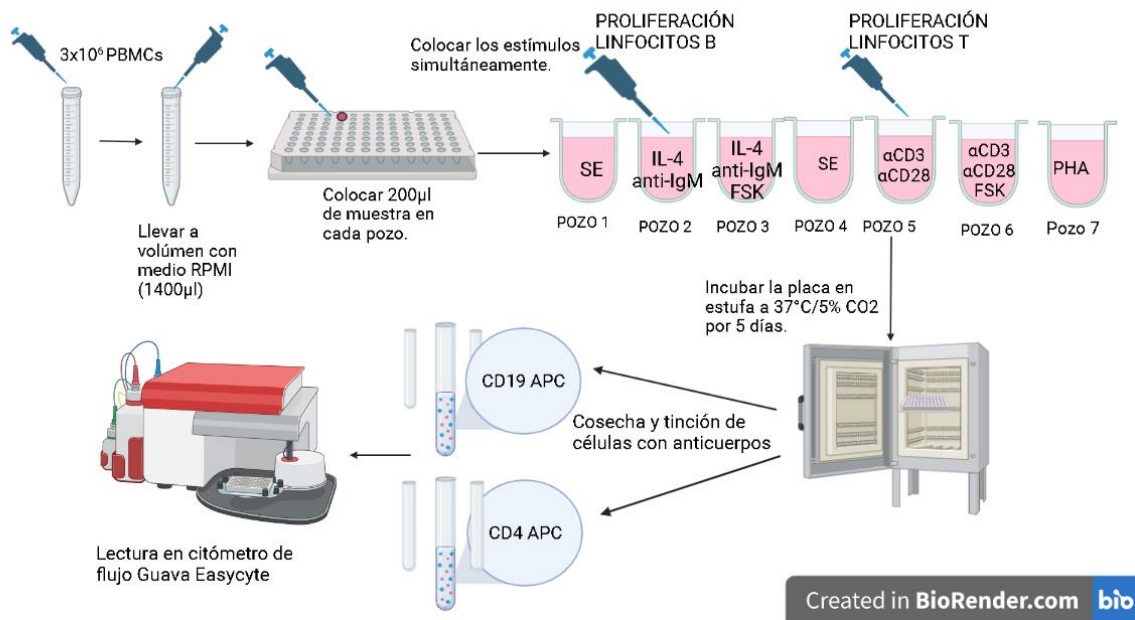 3x10⁶ PBMCs
Llevar a
volúmen con
medio RPMI
(1400µl)
Colocar 200µl
de muestra en
cada pozo.
Colocar los estímulos
simultáneamente.
PROLIFERACIÓN
LINFOCITOS B
PROLIFERACIÓN
LINFOCITOS T
SE
IL-4
anti-IgM
IL-4
anti-IgM
FSK
SE
αCD3
αCD28
αCD3
αCD28
FSK
PHA
POZO 1
POZO 2
POZO 3
POZO 4
POZO 5
POZO 6
Pozo 7
Incubar la placa en
estufa a 37°C/5% CO2
por 5 días.
Cosecha y tinción de
células con anticuerpos
CD19 APC
CD4 APC
Lectura en citómetro de
flujo Guava Easycyte
Created in BioRender.com bio